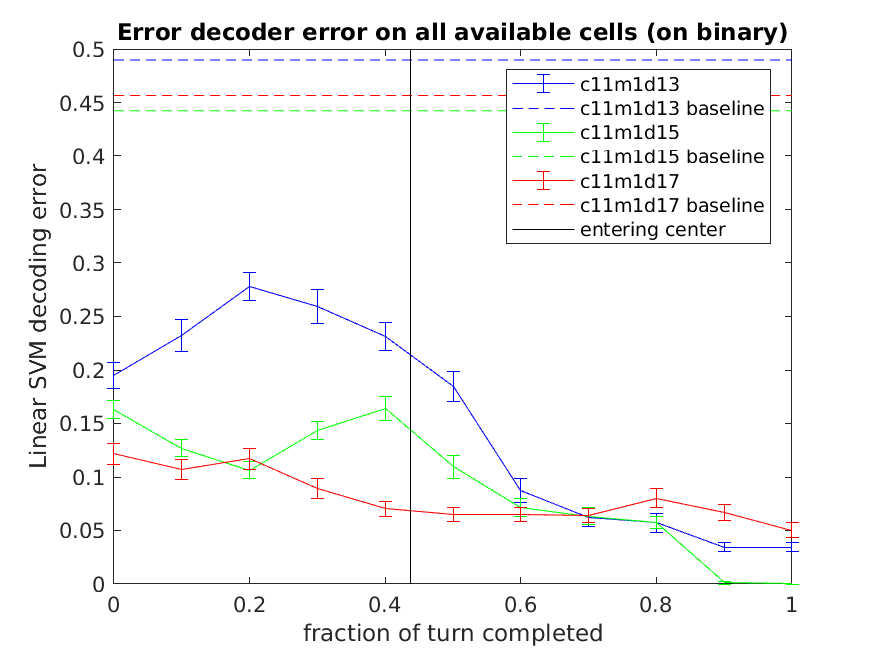 Error decoder error on all available cells (on binary)
0.5
0.45
0.4
0.35
0.3
0.25
0.2
0.15
0.1
0.05
0
Linear SVM decoding error
c11m1d13
c11m1d13 baseline
c11m1d15
c11m1d15 baseline
c11m1d17
c11m1d17 baseline
entering center
0 0.2 0.4 0.6 0.8 1
fraction of turn completed